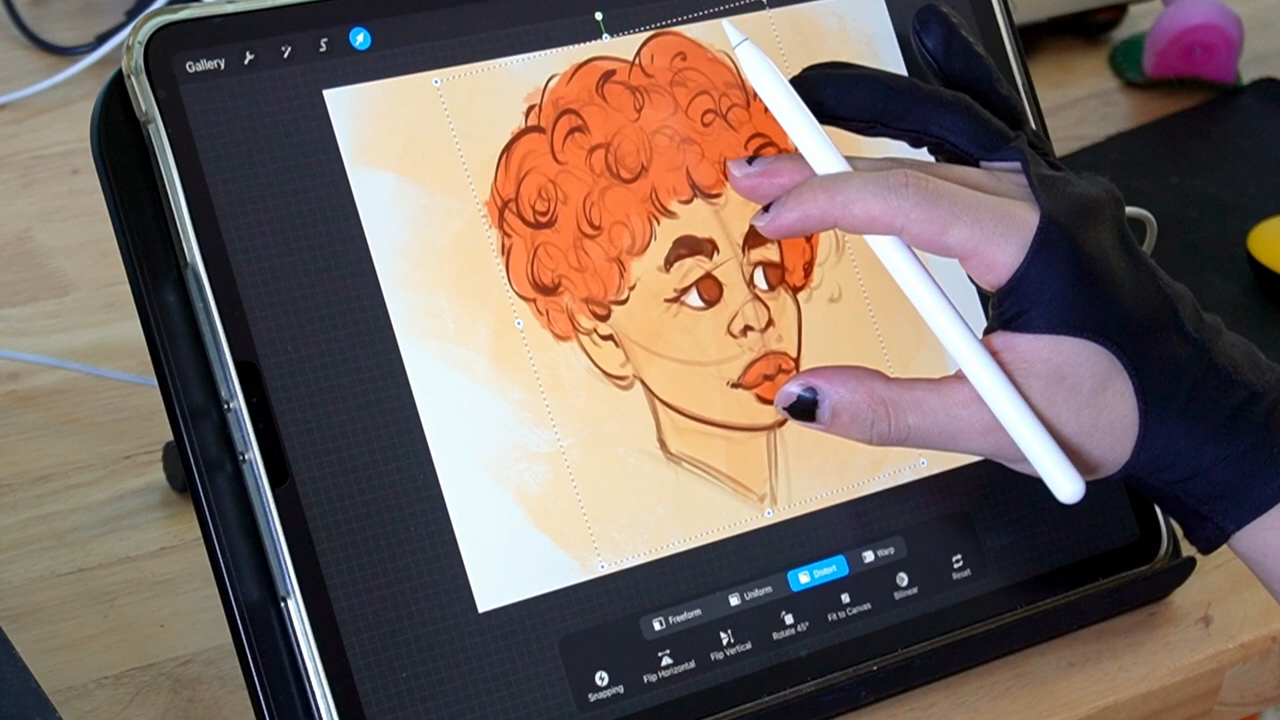 Gallery
Freeform Uniform Distort Warp
Snapping Flip Horizontal Flip Vertical Rotate 45° Fit to Canvas Bilinear Reset